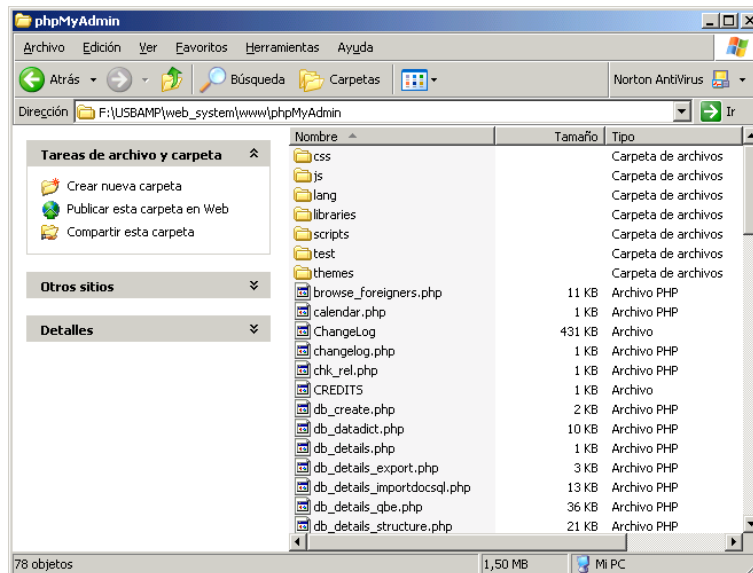 phpMyAdmin
Archivo Edición Ver Favoritos Herramientas Ayuda
Atrás Búsqueda Carpetas Norton AntiVirus
Dirección F:\USBAMP\web_system\www\phpMyAdmin Ir
Tareas de archivo y carpeta
Crear nueva carpeta
Publicar esta carpeta en Web
Compartir esta carpeta
Otros sitios
Detalles
Nombre Tamaño Tipo
css Carpeta de archivos
js Carpeta de archivos
lang Carpeta de archivos
libraries Carpeta de archivos
scripts Carpeta de archivos
test Carpeta de archivos
themes Carpeta de archivos
browse_foreigners.php 11 KB Archivo PHP
calendar.php 1 KB Archivo PHP
ChangeLog 431 KB Archivo
changelog.php 1 KB Archivo PHP
chk_rel.php 1 KB Archivo PHP
CREDITS 1 KB Archivo
db_create.php 2 KB Archivo PHP
db_datadict.php 10 KB Archivo PHP
db_details.php 1 KB Archivo PHP
db_details_export.php 3 KB Archivo PHP
db_details_importdocsql.php 13 KB Archivo PHP
db_details_qbe.php 36 KB Archivo PHP
db_details_structure.php 21 KB Archivo PHP
78 objetos 1,50 MB Mi PC